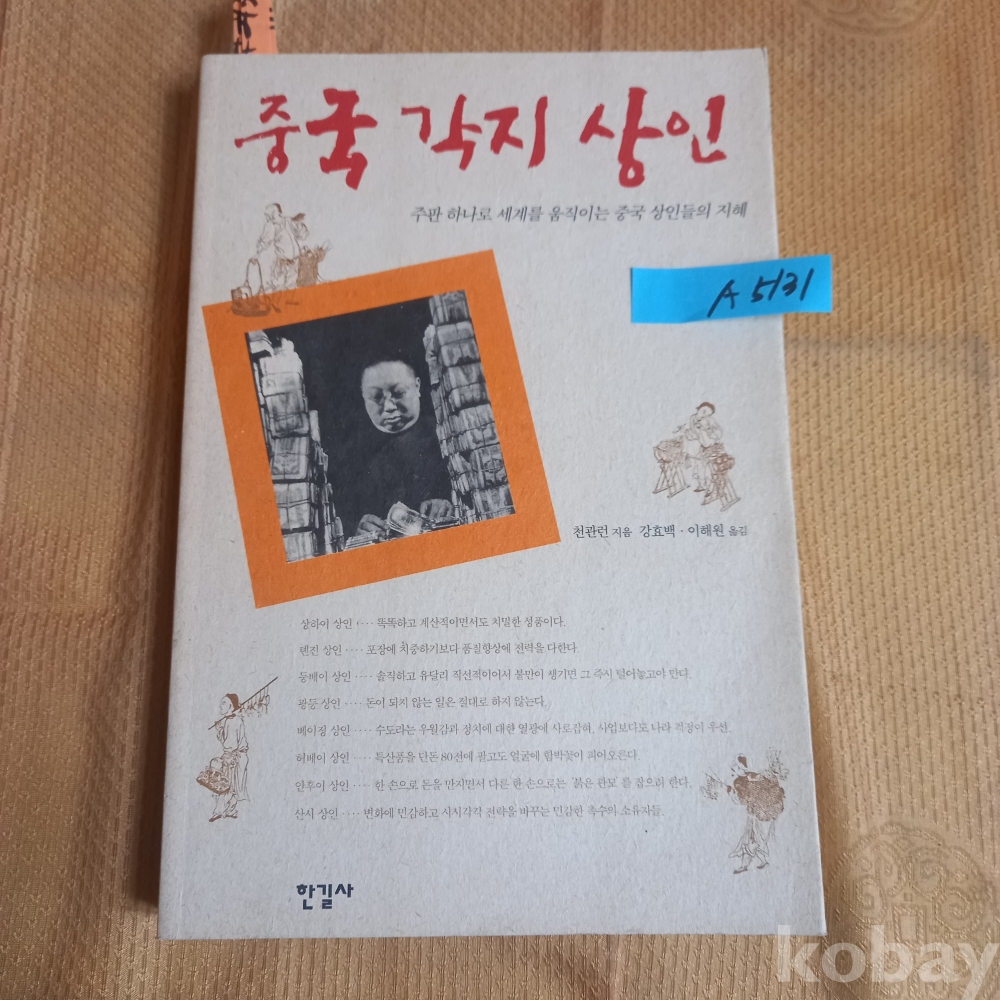 중국 각지 상인
주판 하나로 세계를 움직이는 중국 상인들의 지혜
A 5131
천관런 지음 강효백 · 이해원 옮김
상하이 상인 ···· 똑똑하고 계산적이면서도 치밀한 성품이다.
톈진 상인 ···· 포장에 치중하기보다 품질향상에 전력을 다한다.
둥베이 상인 ···· 솔직하고 유달리 직선적이어서 불만이 생기면 그 즉시 털어놓고야 만다.
광둥 상인 ···· 돈이 되지 않는 일은 절대로 하지 않는다.
베이징 상인 ···· 수도라는 우월감과 정치에 대한 열광에 사로잡혀, 사업보다도 나라 걱정이 우선.
허베이 상인 ···· 특산품을 단돈 80전에 팔고도 얼굴에 함박꽃이 피어오른다.
안후이 상인 ···· 한 손으로 돈을 만지면서 다른 한 손으로는 '붉은 관모'를 잡으려 한다.
산시 상인 ···· 변화에 민감하고 시시각각 전략을 바꾸는 민감한 촉수의 소유자들.
한길사
kobay